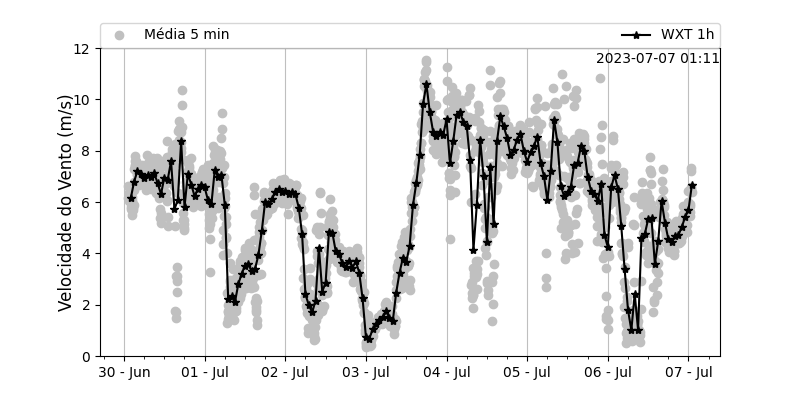 Média 5 min
WXT 1h
2023-07-07 01:11
Velocidade do Vento (m/s)
12
10
8
6
4
2
0
30 - Jun
01 - Jul
02 - Jul
03 - Jul
04 - Jul
05 - Jul
06 - Jul
07 - Jul